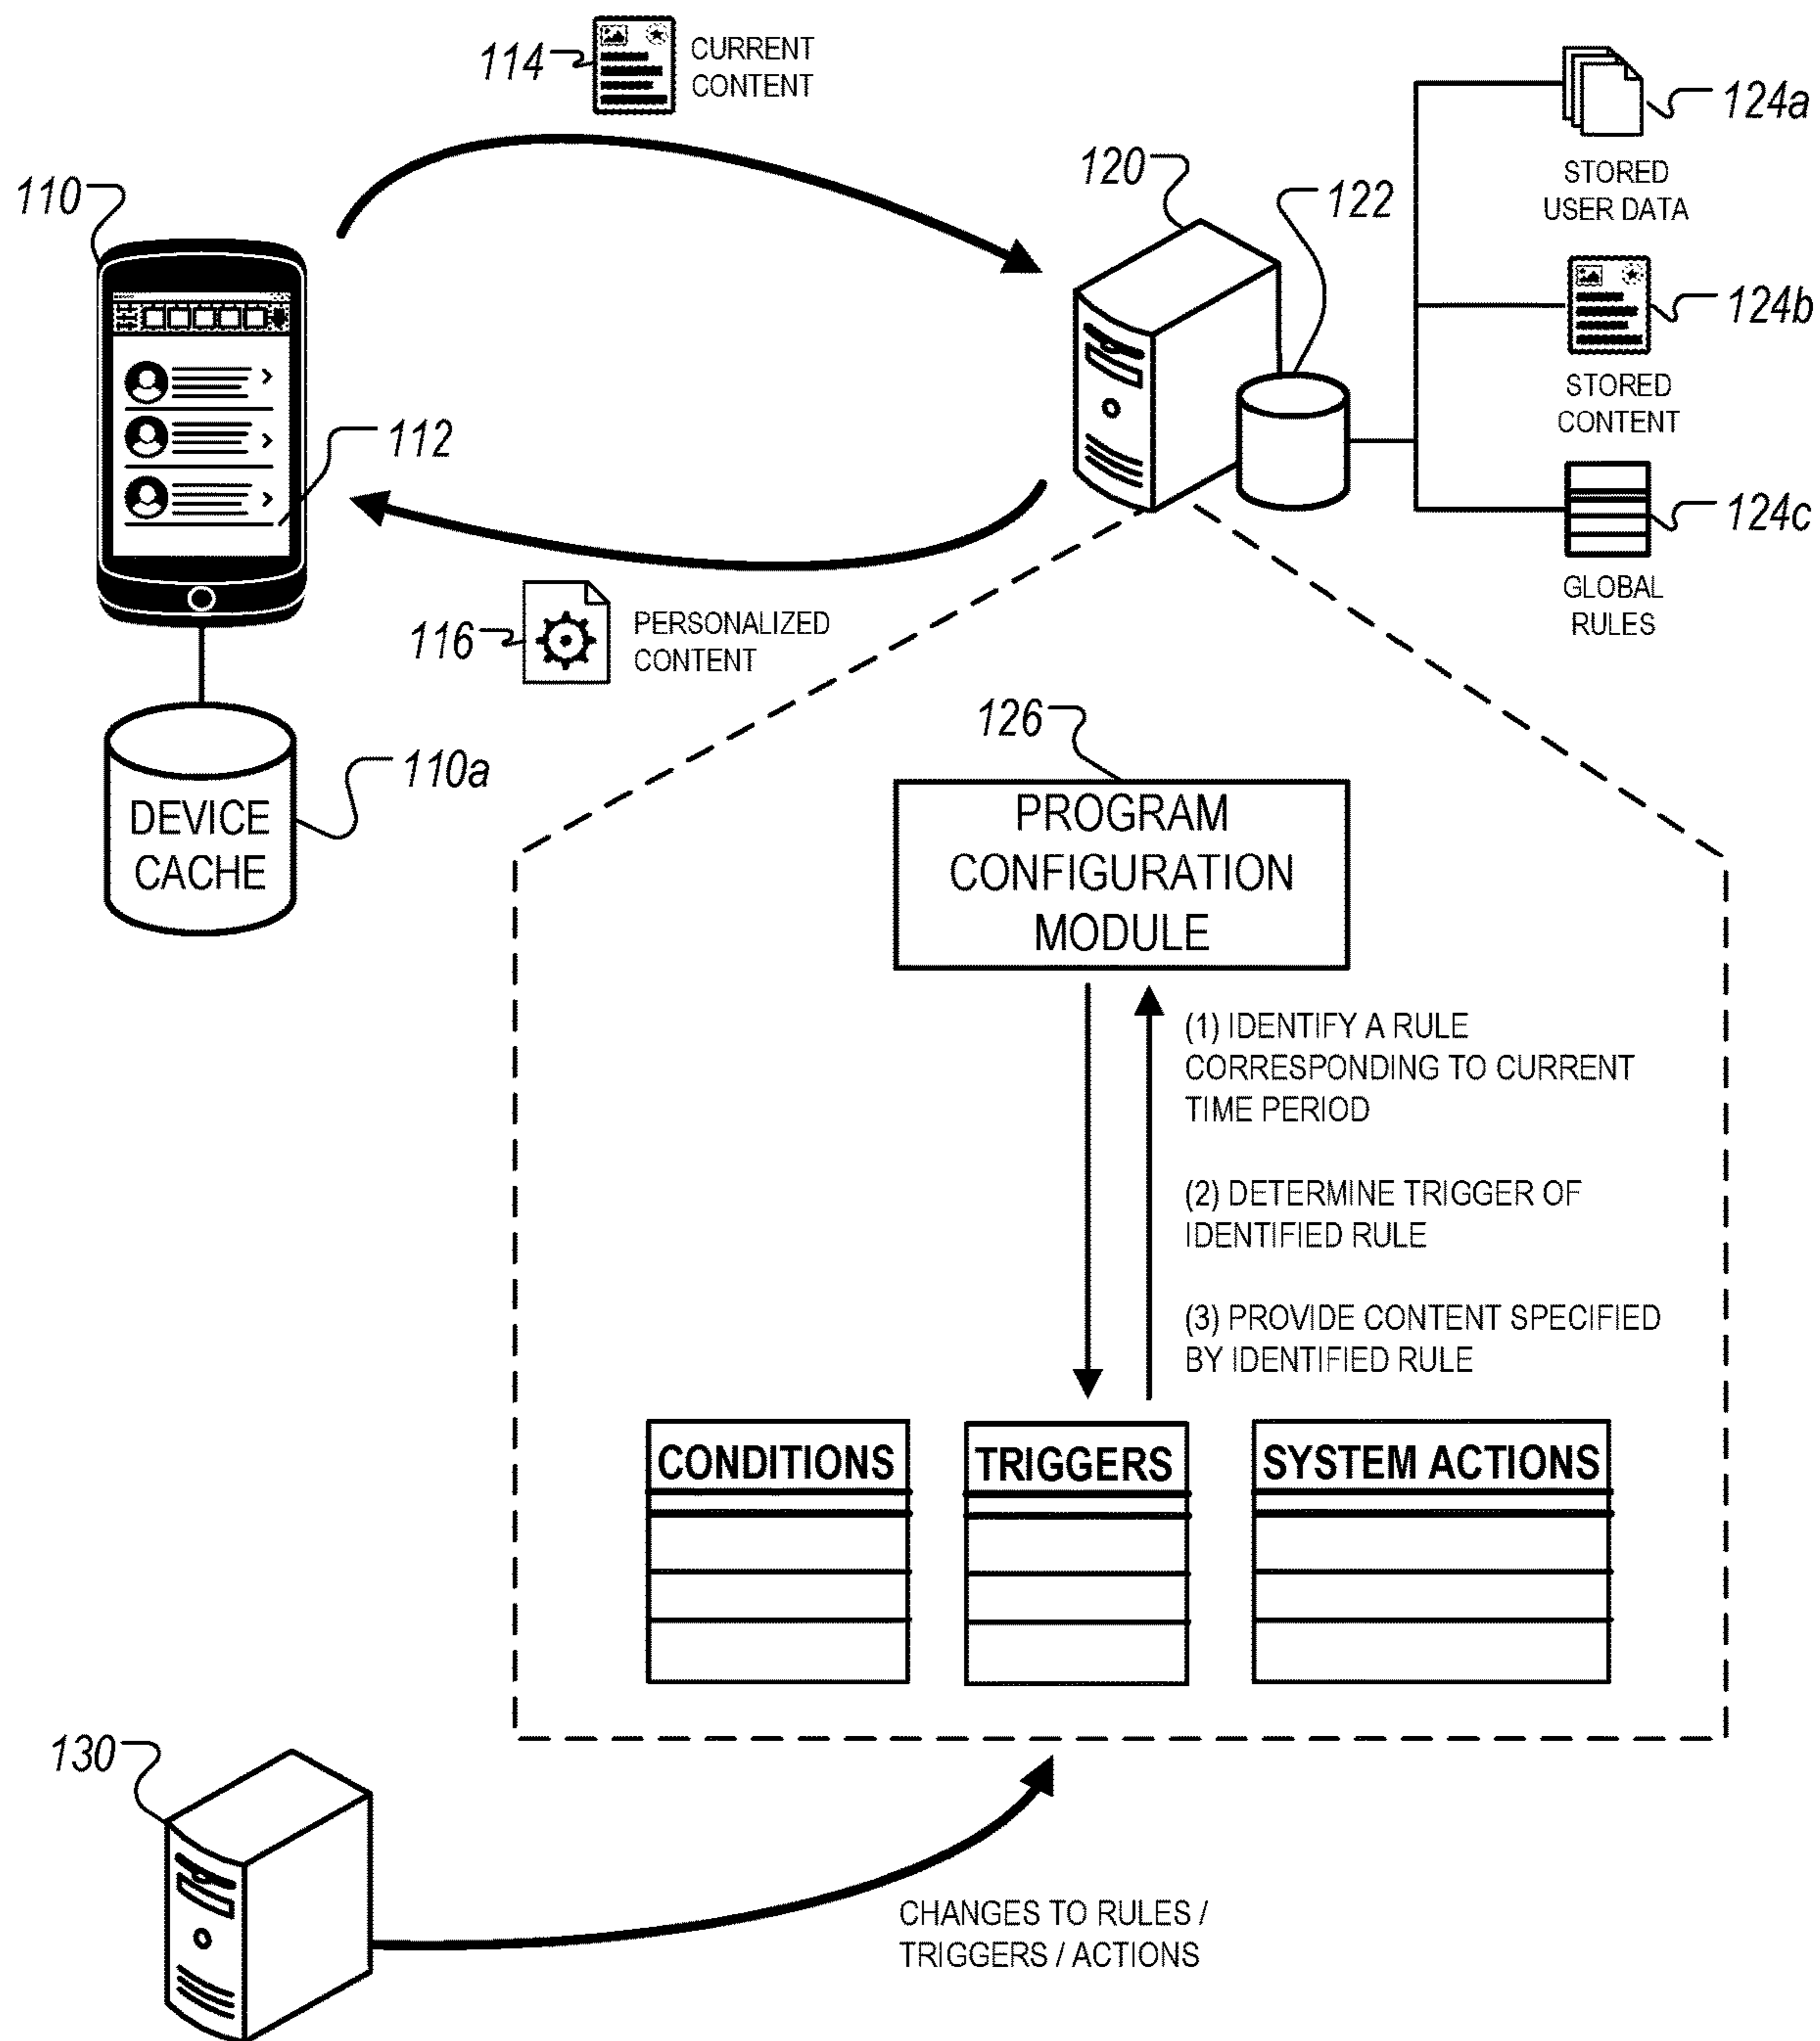 114
CURRENT
CONTENT
110
120
122
124a
STORED
USER DATA
124b
STORED
CONTENT
124c
GLOBAL
RULES
112
116
PERSONALIZED
CONTENT
110a
DEVICE
CACHE
126
PROGRAM
CONFIGURATION
MODULE
(1) IDENTIFY A RULE
CORRESPONDING TO CURRENT
TIME PERIOD
(2) DETERMINE TRIGGER OF
IDENTIFIED RULE
(3) PROVIDE CONTENT SPECIFIED
BY IDENTIFIED RULE
CONDITIONS
TRIGGERS
SYSTEM ACTIONS
130
CHANGES TO RULES /
TRIGGERS / ACTIONS